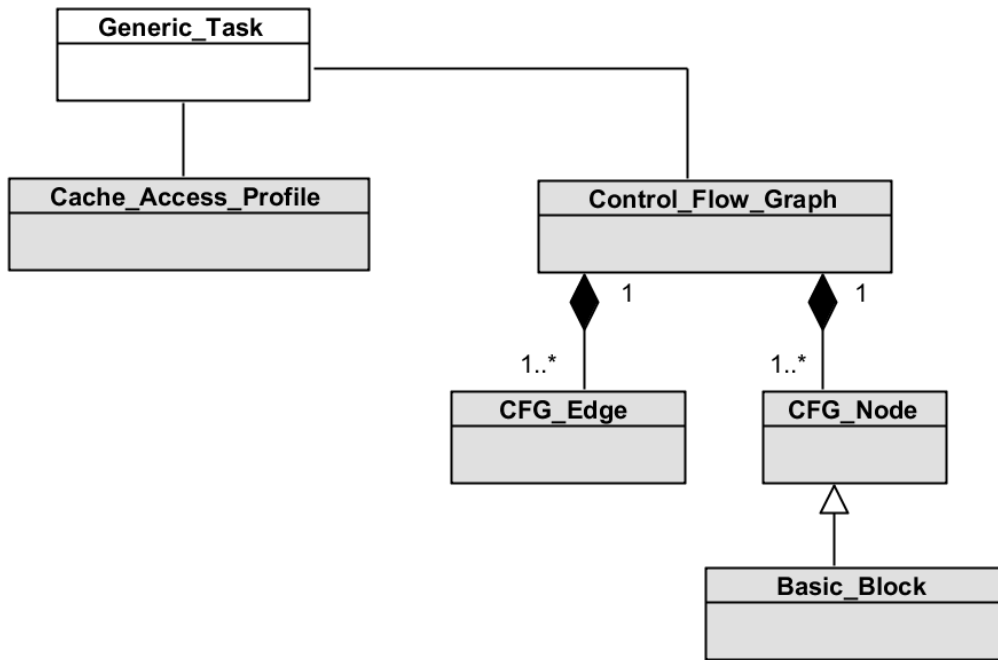 Generic_Task
Cache_Access_Profile
Control_Flow_Graph
1
1
1..*
1..*
CFG_Edge
CFG_Node
Basic_Block